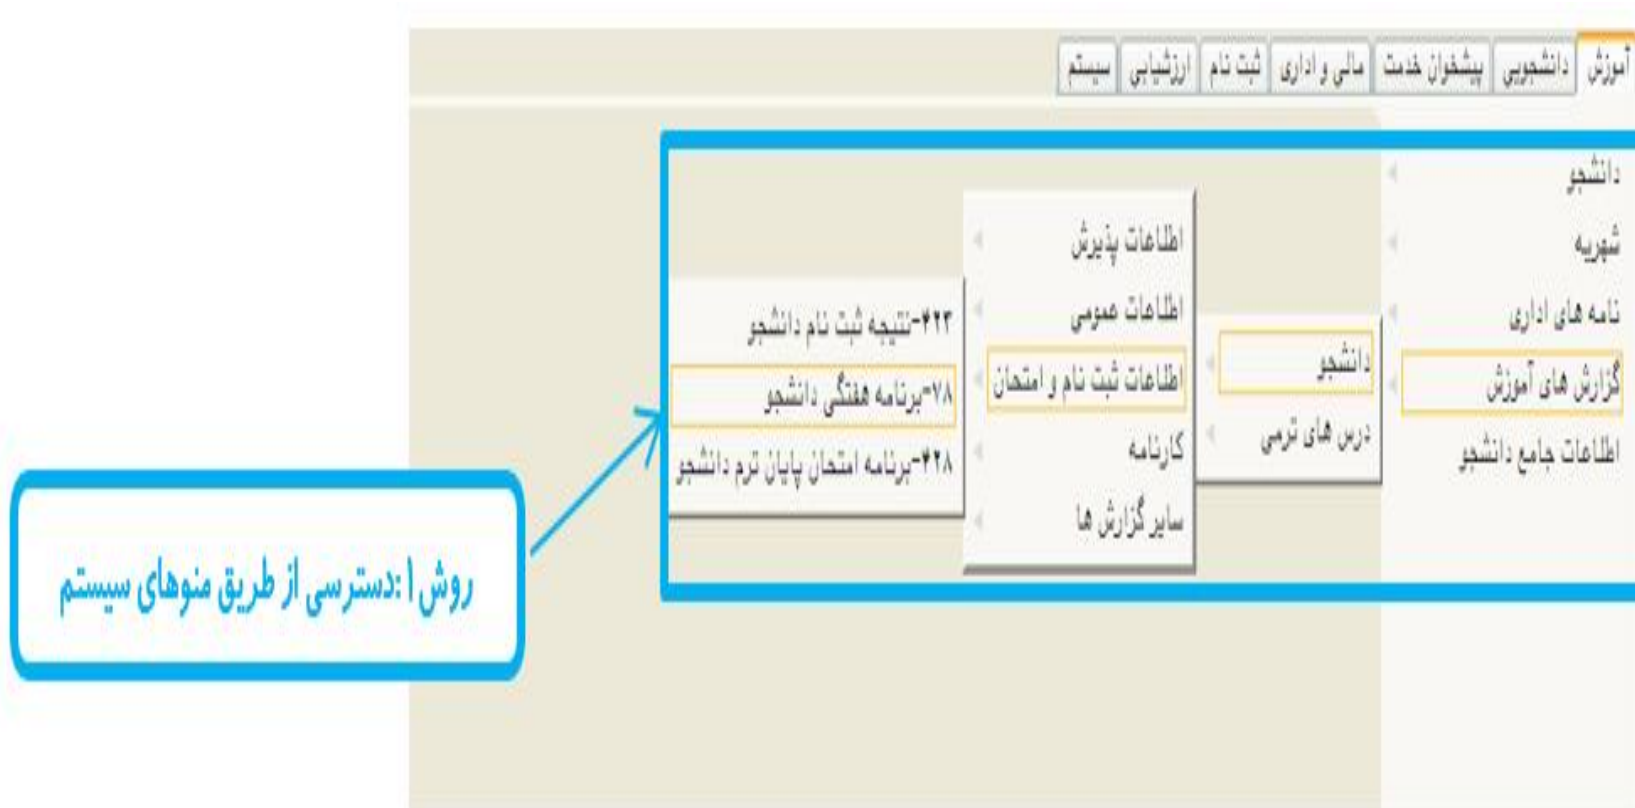 آموزش دانشجویی پیشخوان خدمت مالی و اداری ثبت نام ارزشیابی سیستم
دانشجو
شهریه
نامه های اداری
گزارش های آموزش
اطلاعات جامع دانشجو
دانشجو
درس های ترمی
اطلاعات پذیرش
اطلاعات عمومی
اطلاعات ثبت نام و امتحان
کارنامه
سایر گزارش ها
۴۲۳-نتیجه ثبت نام دانشجو
۷۸-برنامه هفتگی دانشجو
۴۲۸-برنامه امتحان پایان ترم دانشجو
روش۱:دسترسی از طریق منوهای سیستم